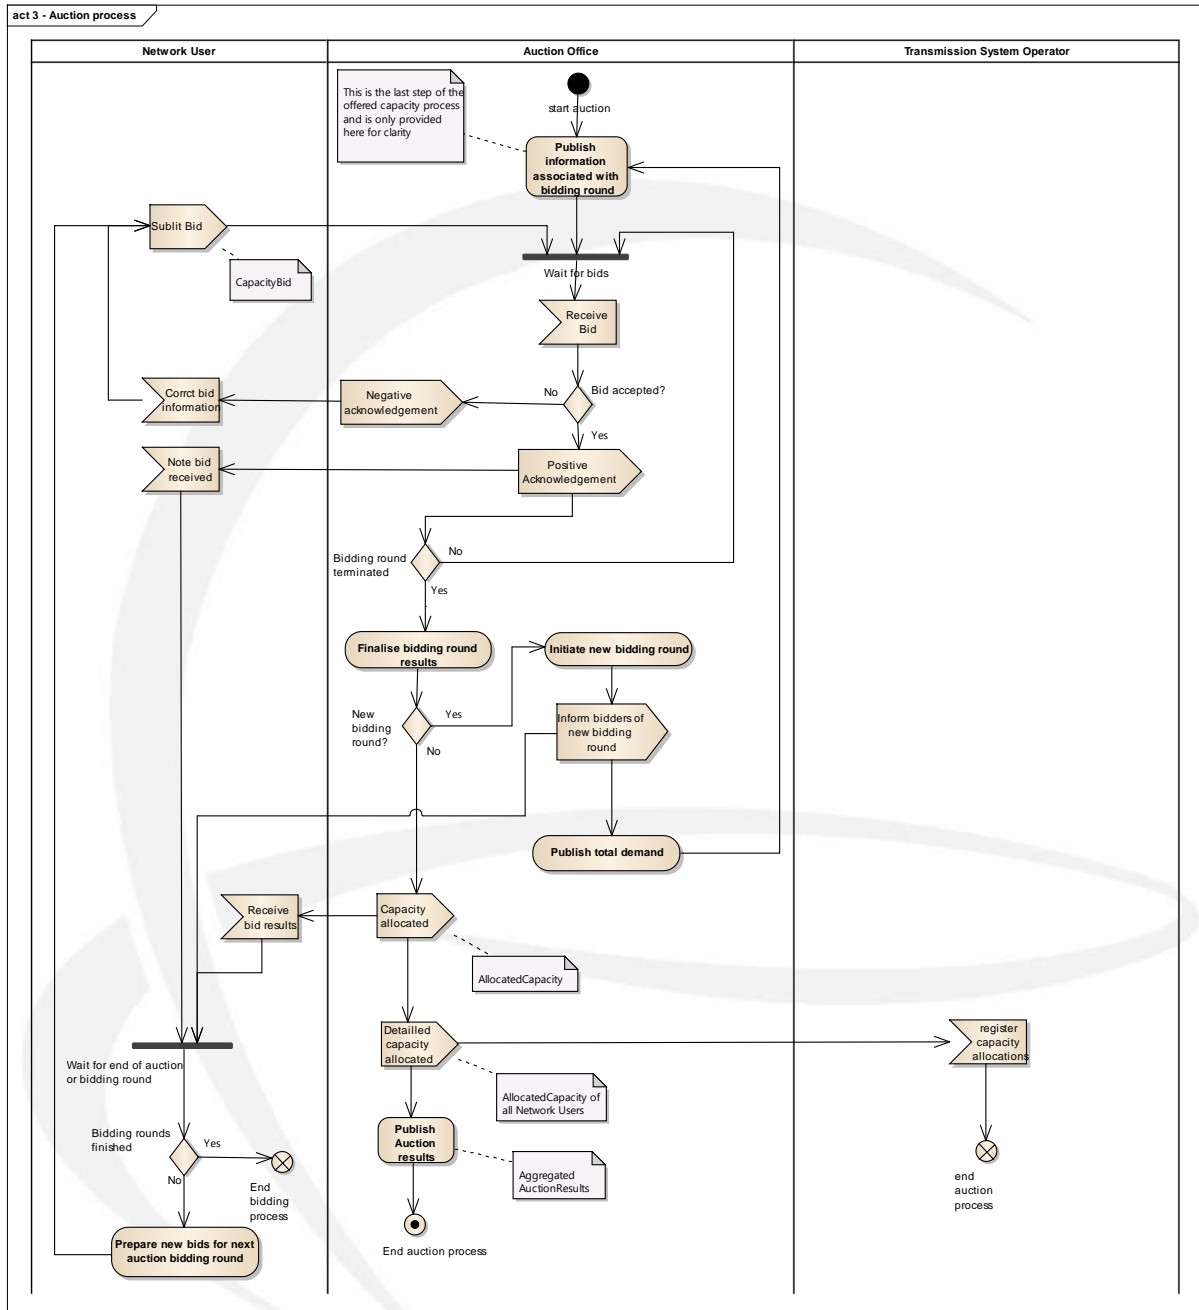 act 3 - Auction process
Network User
Auction Office
Transmission System Operator
This is the last step of the
offered capacity process
and is only provided
here for clarity
start auction
Publish
information
associated with
bidding round
Sublit Bid
CapacityBid
Wait for bids
Receive
Bid
Bid accepted?
No
Negative
acknowledgement
Corrct bid
information
Yes
Note bid
received
Positive
Acknowledgement
Bidding round
terminated
No
Yes
Finalise bidding round
results
Initiate new bidding round
New
bidding
round?
Yes
No
Inform bidders of
new bidding
round
Publish total demand
Receive
bid results
Capacity
allocated
AllocatedCapacity
Detailled
capacity
allocated
register
capacity
allocations
Wait for end of auction
or bidding round
AllocatedCapacity of
all Network Users
Bidding rounds
finished
Yes
No
Publish
Auction
results
Aggregated
AuctionResults
End
bidding
process
end
auction
process
Prepare new bids for next
auction bidding round
End auction process